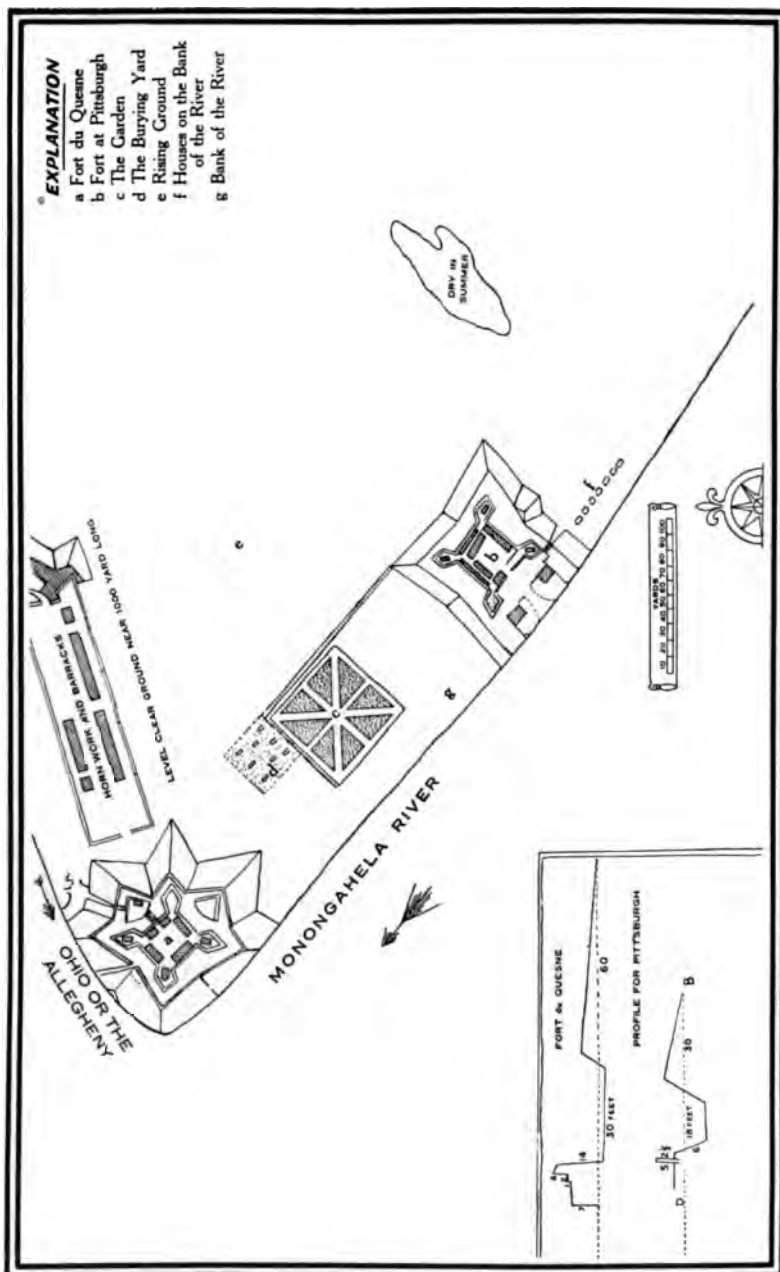 EXPLANATION
a Fort du Quesne
b Fort at Pittsburgh
c The Garden
d The Burying Yard
e Rising Ground
f Houses on the Bank
of the River
g Bank of the River
HORN WORK AND BARRACKS
LEVEL CLEAR GROUND NEAR 1000 YARD LONG
OHIO OR THE
ALLEGHENY
a
d
c
e
g
b
f
MONONGAHELA RIVER
DRY IN
SUMMER
YARDS
10 20 30 40 50 60 70 80 90 100
FORT du QUESNE
14
30 FEET
60
7
PROFILE FOR PITTSBURGH
D
5
18 FEET
30
B